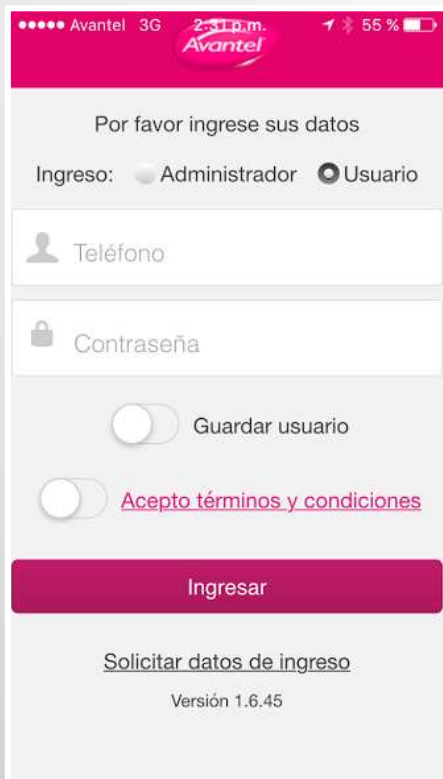 Avantel 3G 2:31 p.m. 55 %
Avantel
Por favor ingrese sus datos
Ingreso: Administrador Usuario
Teléfono
Contraseña
Guardar usuario
Acepto términos y condiciones
Ingresar
Solicitar datos de ingreso
Versión 1.6.45